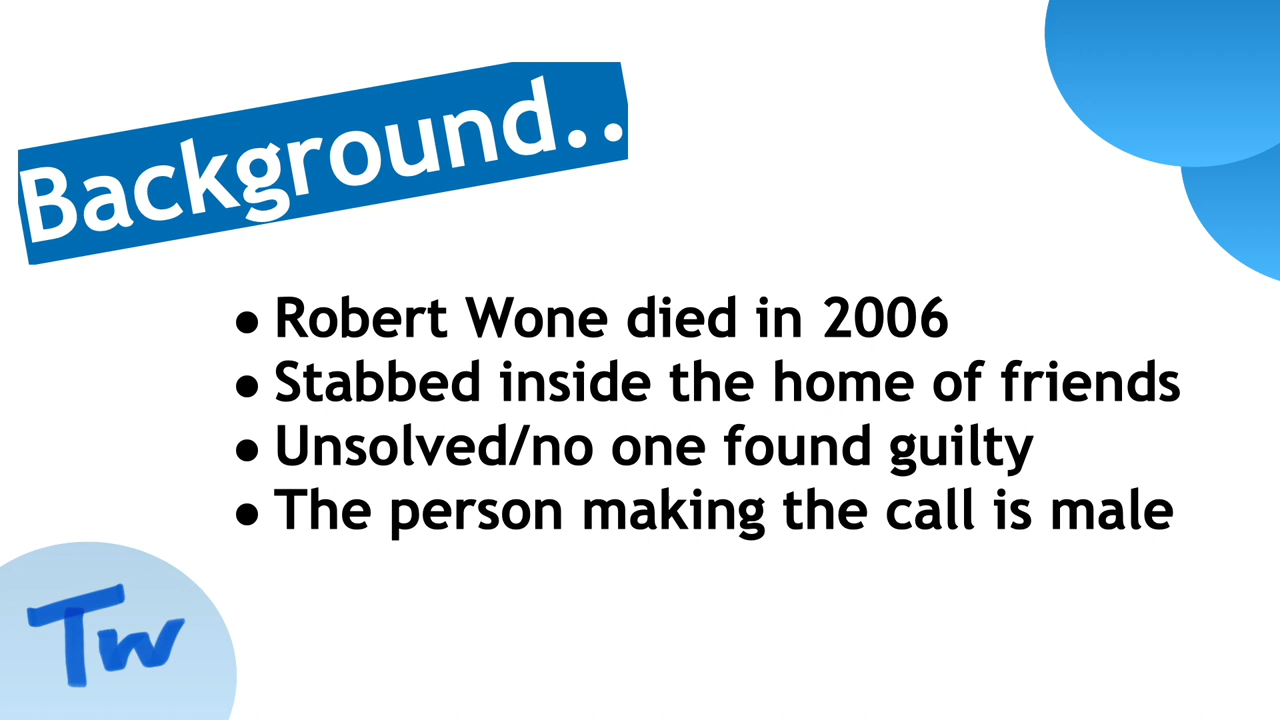 Background..
• Robert Wone died in 2006
• Stabbed inside the home of friends
• Unsolved/no one found guilty
• The person making the call is male
Tw